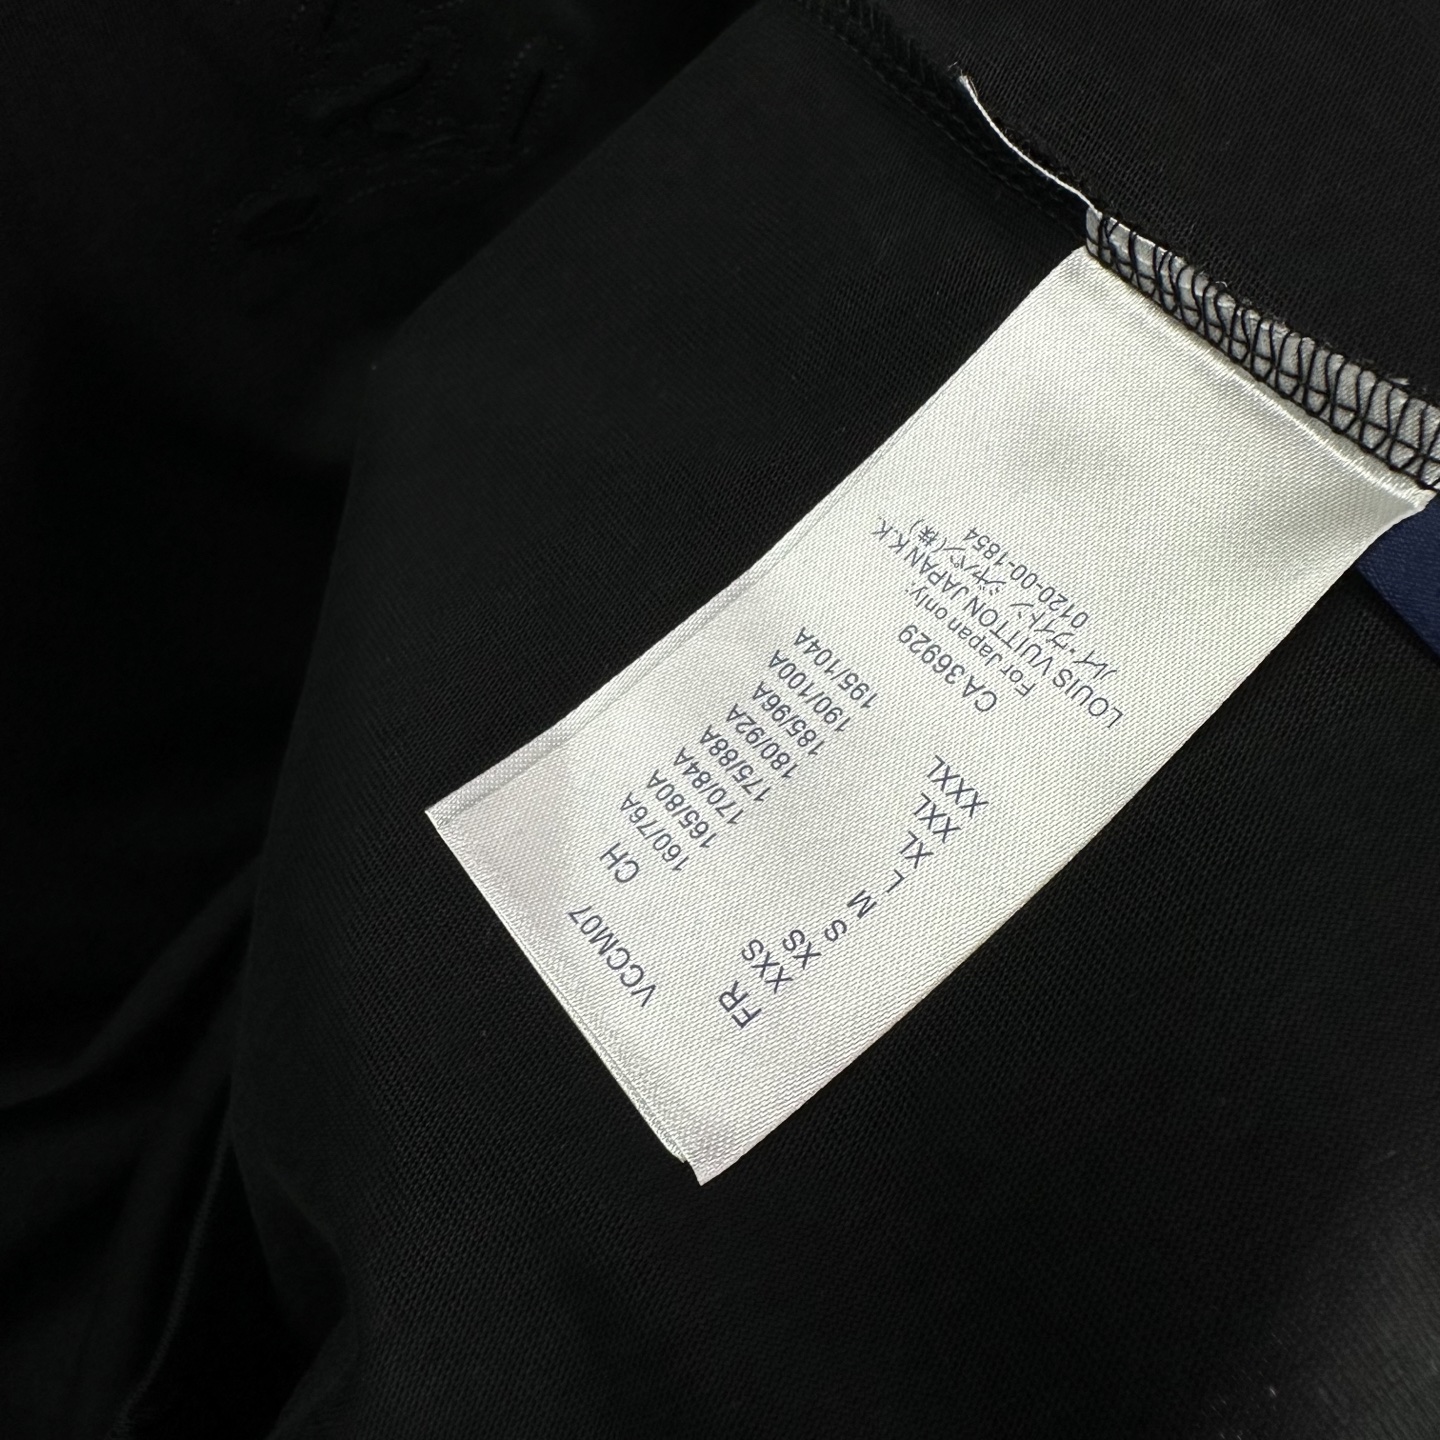 VCCM07
FR CH
XXS 160/76A
XS 165/80A
S 170/84A
M 175/88A
L 180/92A
XL 185/96A
XXL 190/100A
XXXL 195/104A
CA 36929
For Japan only:
LOUIS VUITTON JAPAN K.K.
ルイ・ヴィトン ジャパン(株)
0120-00-1854